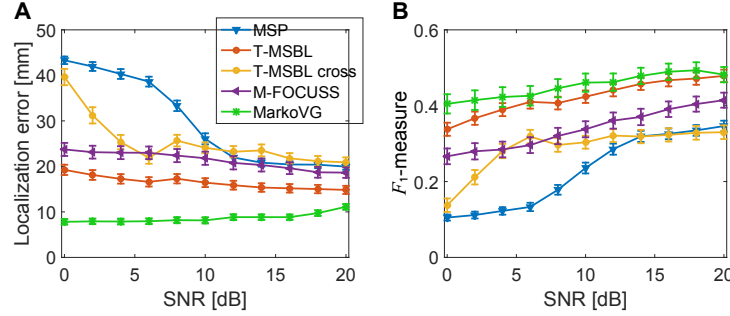 A
Localization error [mm]
50
40
30
20
10
0
0
5
10
15
20
SNR [dB]
MSP
T-MSBL
T-MSBL cross
M-FOCUSS
MarkoVG
B
F₁-measure
0.6
0.4
0.2
0
0
5
10
15
20
SNR [dB]